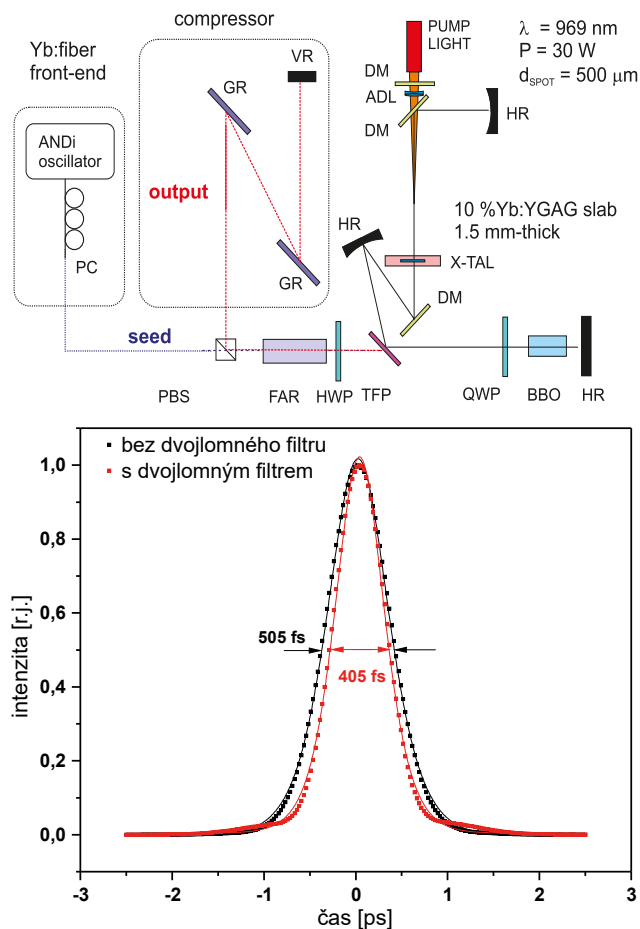 compressor
Yb:fiber
front-end
ANDi
oscillator
PC
VR
GR
output
GR
PUMP
LIGHT
λ = 969 nm
P = 30 W
dSPOT = 500 μm
DM
ADL
DM
HR
HR
10 %Yb:YGAG slab
1.5 mm-thick
X-TAL
DM
seed
PBS
FAR
HWP
TFP
QWP
BBO
HR
bez dvojlomného filtru
s dvojlomným filtrem
1,0
0,8
0,6
0,4
0,2
0,0
intenzita [r.j.]
505 fs
405 fs
-3
-2
-1
0
1
2
3
čas [ps]